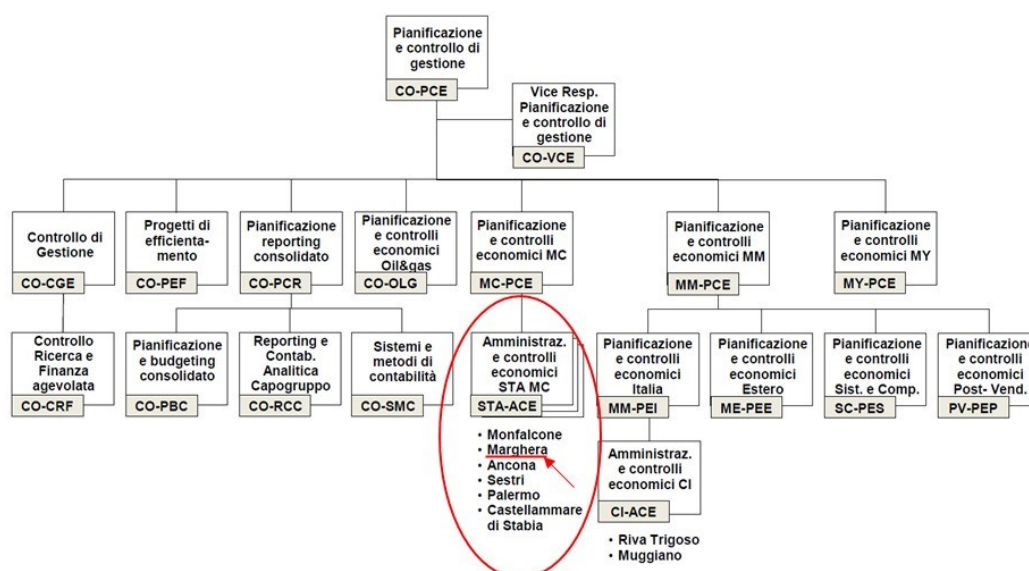 Pianificazione
e controllo di
gestione
CO-PCE
Vice Resp.
Pianificazione
e controllo di
gestione
CO-VCE
Controllo di
Gestione
CO-CGE
Progetti di
efficienta-
mento
CO-PEF
Pianificazione
reporting
consolidato
CO-PCR
Pianificazione
e controlli
economici
Oil&gas
CO-OLG
Pianificazione
e controlli
economici MC
MC-PCE
Pianificazione
e controlli
economici MM
MM-PCE
Pianificazione
e controlli
economici MY
MY-PCE
Controllo
Ricerca e
Finanza
agevolata
CO-CRF
Pianificazione
e budgeting
consolidato
CO-PBC
Reporting e
Contab.
Analitica
Capogruppo
CO-RCC
Sistemi e
metodi di
contabilità
CO-SMC
Amministraz.
e controlli
economici
STA MC
STA-ACE
• Monfalcone
• Marghera
• Ancona
• Sestri
• Palermo
• Castellammare
di Stabia
Pianificazione
e controlli
economici
Italia
MM-PEI
Pianificazione
e controlli
economici
Estero
ME-PEE
Pianificazione
e controlli
economici
Sist. e Comp.
SC-PES
Pianificazione
e controlli
economici
Post- Vend.
PV-PEP
Amministraz.
e controlli
economici CI
CI-ACE
• Riva Trigoso
• Muggiano